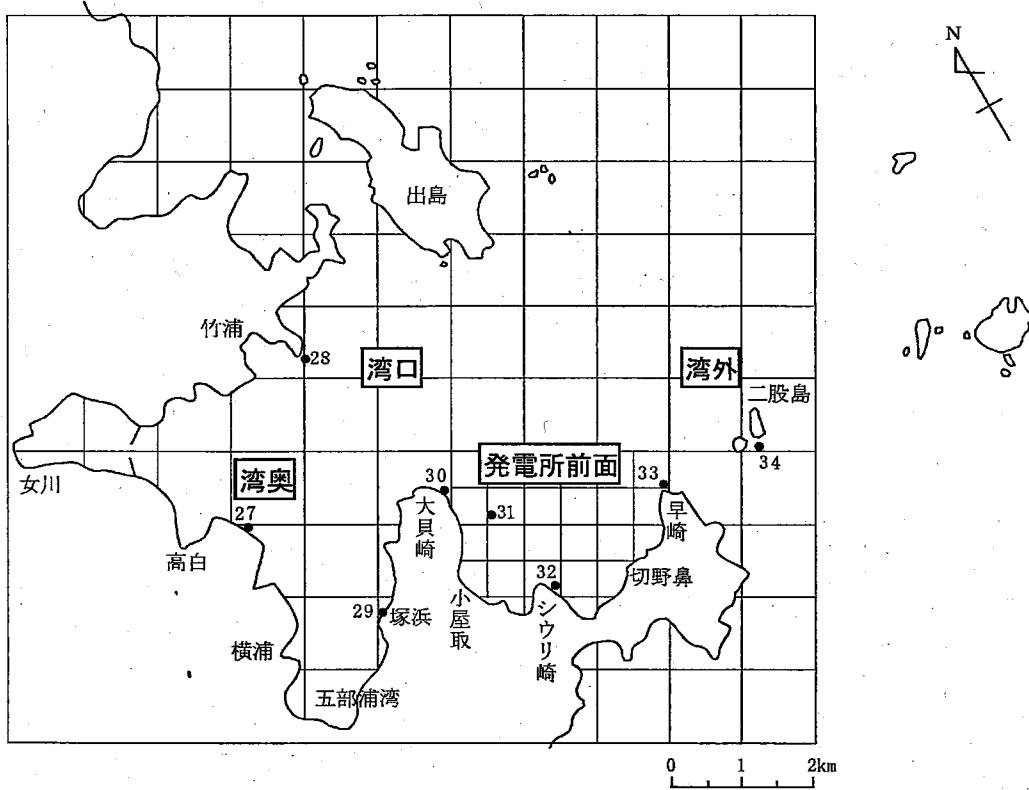 N
出島
竹浦
28
湾口
湾外
二股島
34
発電所前面
女川
湾奥
27
30
大貝崎
31
33
早崎
高白
32
切野鼻
29
塚浜
小屋取
シウリ崎
横浦
五部浦湾
0 1 2km